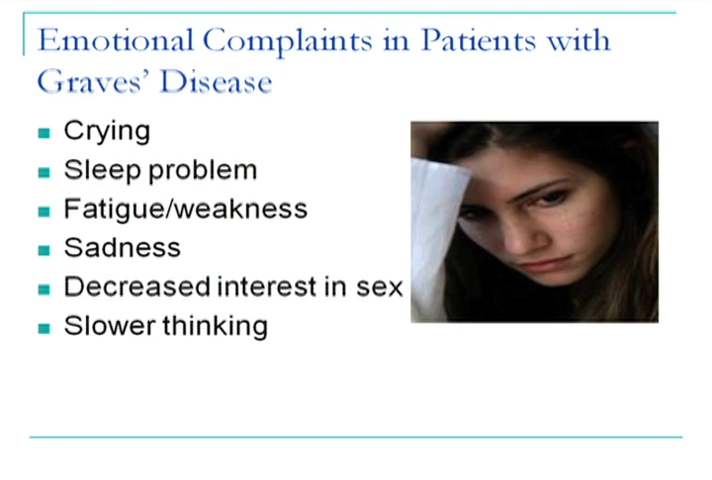 Emotional Complaints in Patients with
Graves' Disease
Crying
Sleep problem
Fatigue/weakness
Sadness
Decreased interest in sex
Slower thinking